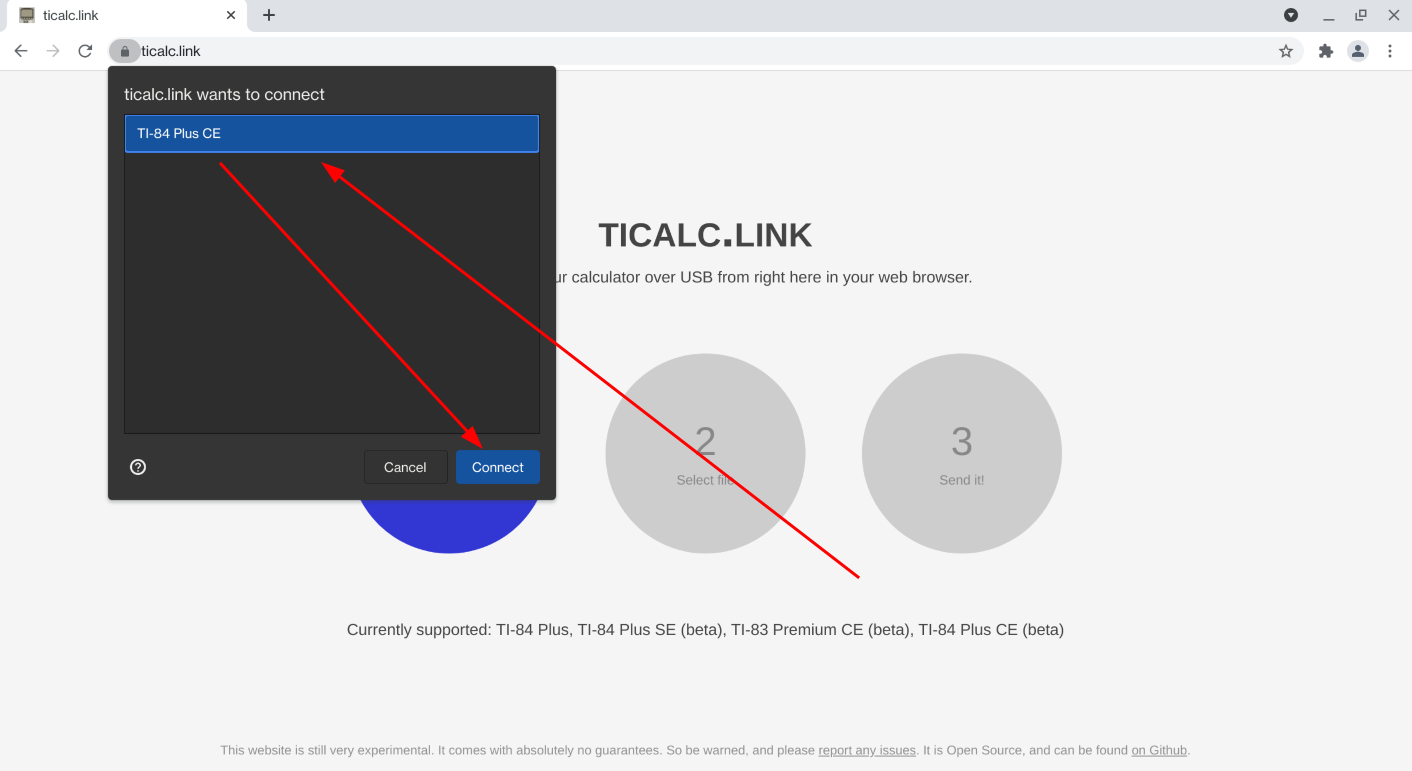 ticalc.link
ticalc.link
ticalc.link wants to connect
TI-84 Plus CE
Cancel
Connect
TICALC.LINK
calculator over USB from right here in your web browser.
2
Select file
3
Send it!
Currently supported: TI-84 Plus, TI-84 Plus SE (beta), TI-83 Premium CE (beta), TI-84 Plus CE (beta)
This website is still very experimental. It comes with absolutely no guarantees. So be warned, and please report any issues. It is Open Source, and can be found on Github.